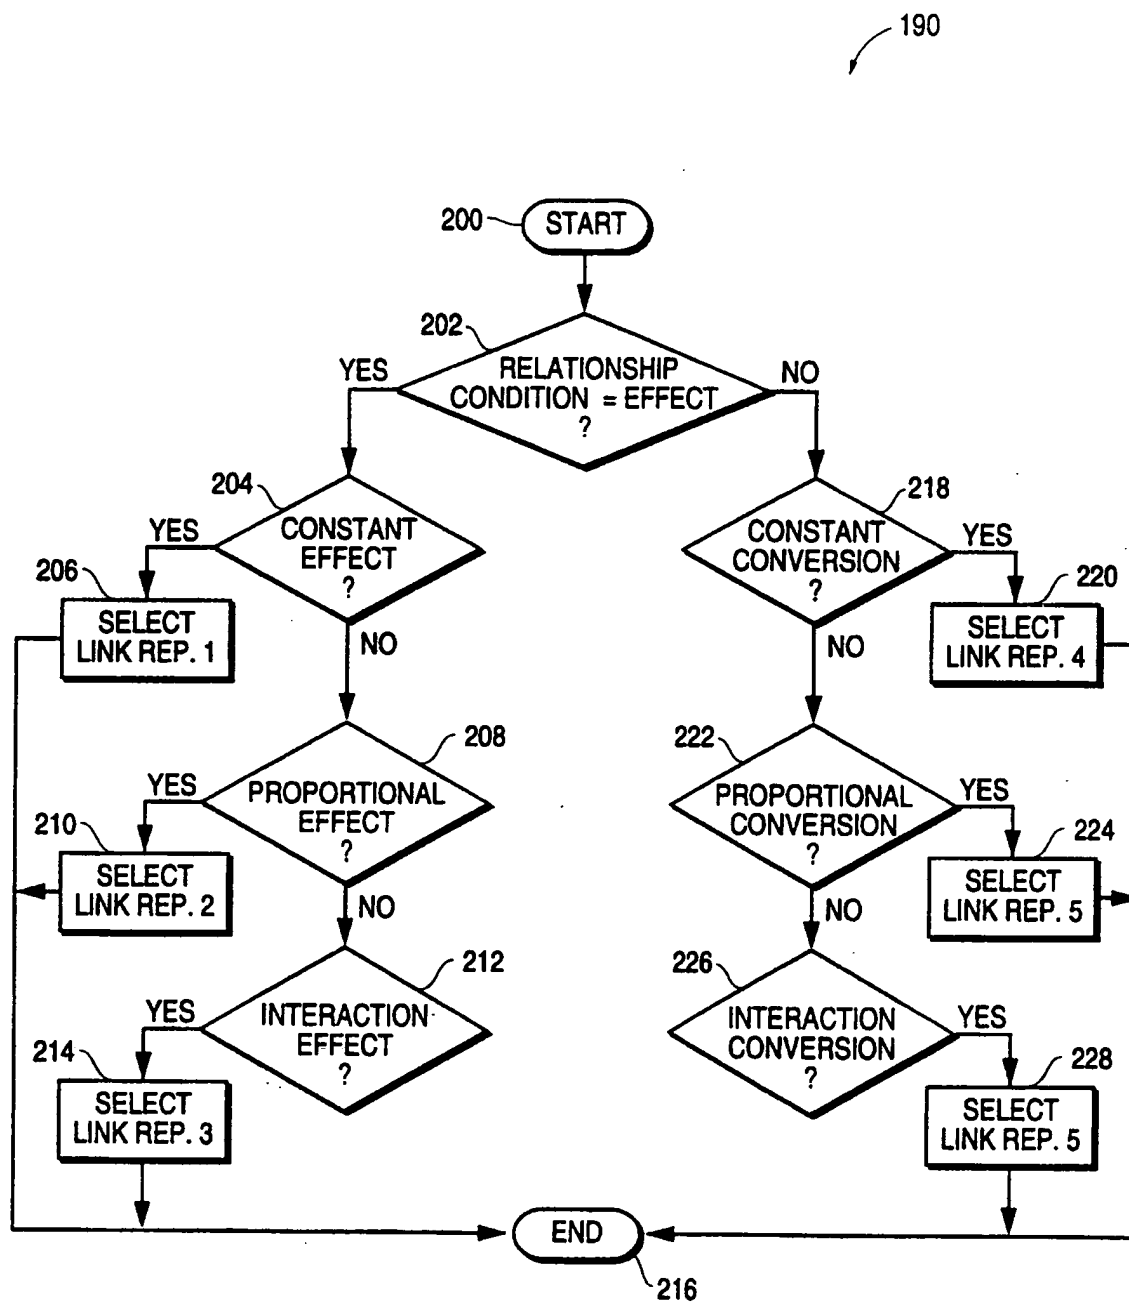 190
200
START
202
YES
RELATIONSHIP
CONDITION = EFFECT
?
NO
204
YES
CONSTANT
EFFECT
?
218
CONSTANT
CONVERSION
?
YES
206
SELECT
LINK REP. 1
NO
220
SELECT
LINK REP. 4
NO
208
YES
PROPORTIONAL
EFFECT
?
222
PROPORTIONAL
CONVERSION
?
YES
210
SELECT
LINK REP. 2
NO
224
SELECT
LINK REP. 5
NO
212
YES
INTERACTION
EFFECT
?
226
INTERACTION
CONVERSION
?
YES
214
SELECT
LINK REP. 3
228
SELECT
LINK REP. 5
END
216